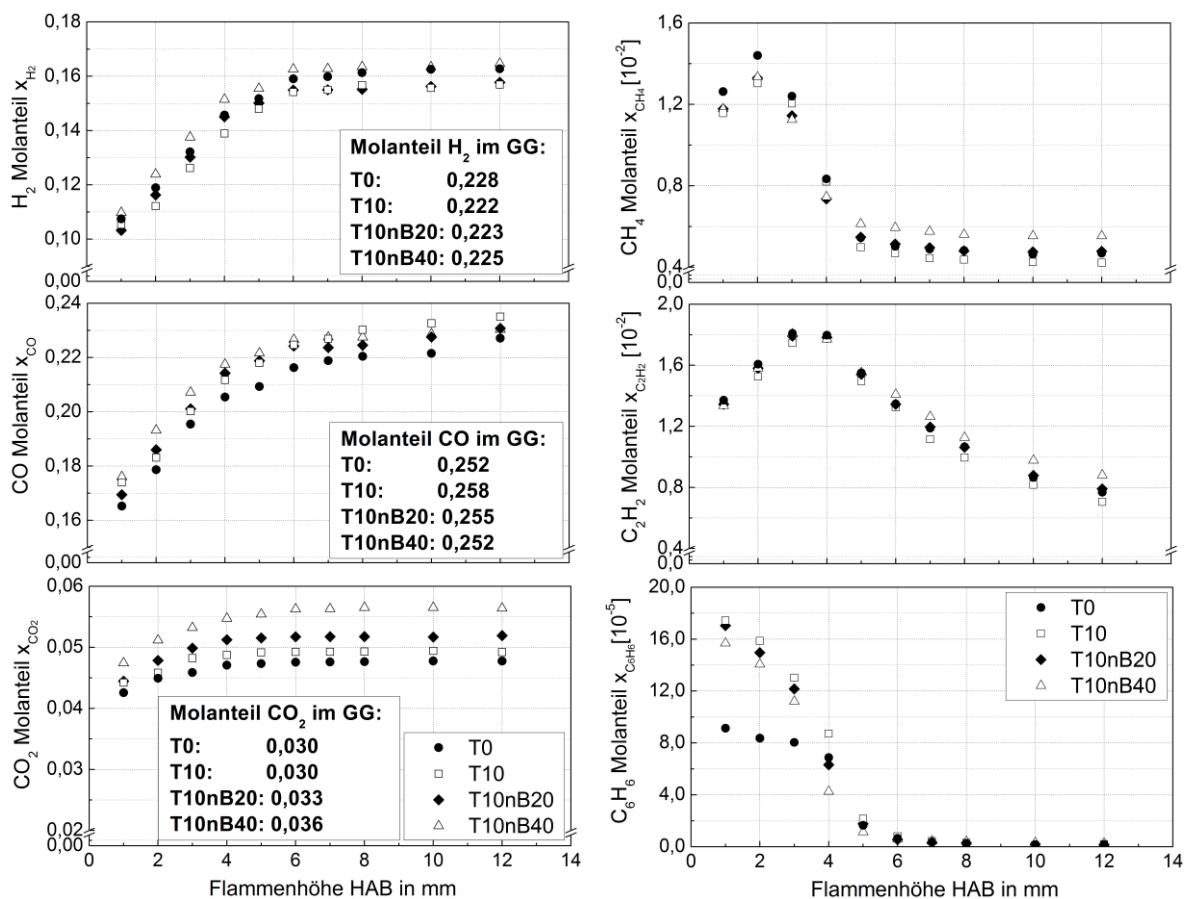 0,18
0,16
0,14
0,12
0,10
0,00
H2 Molanteil xH2
Molanteil H2 im GG:
T0: 0,228
T10: 0,222
T10nB20: 0,223
T10nB40: 0,225
0,24
0,22
0,20
0,18
0,16
0,00
CO Molanteil xCO
Molanteil CO im GG:
T0: 0,252
T10: 0,258
T10nB20: 0,255
T10nB40: 0,252
0,06
0,05
0,04
0,03
0,02
0,00
CO2 Molanteil xCO2
Molanteil CO2 im GG:
T0: 0,030
T10: 0,030
T10nB20: 0,033
T10nB40: 0,036
T0
T10
T10nB20
T10nB40
0 2 4 6 8 10 12 14
Flammenhöhe HAB in mm
1,6
1,2
0,8
0,4
0,0
CH4 Molanteil xCH4 [10-2]
2,0
1,6
1,2
0,8
0,4
0,0
C2H2 Molanteil xC2H2 [10-2]
20,0
16,0
12,0
8,0
4,0
0,0
C6H6 Molanteil xC6H6[10-5]
T0
T10
T10nB20
T10nB40
0 2 4 6 8 10 12 14
Flammenhöhe HAB in mm